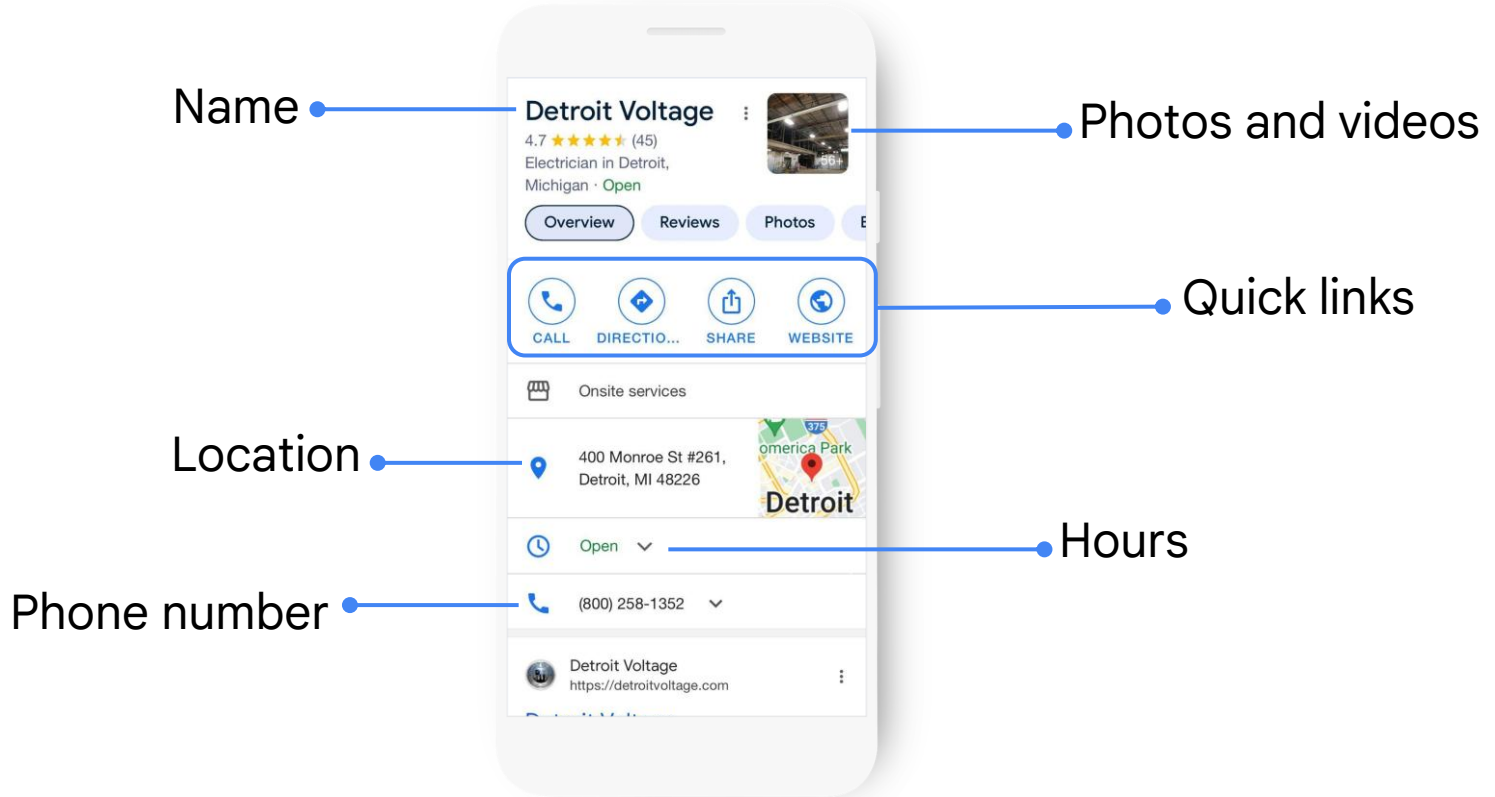 Name
Photos and videos
Detroit Voltage
4.7 (45)
Electrician in Detroit,
Michigan · Open
56+
Overview Reviews Photos E
Quick links
CALL DIRECTIO... SHARE WEBSITE
Onsite services
Location
400 Monroe St #261,
Detroit, MI 48226
375
omerica Park
Detroit
Open
Hours
Phone number
(800) 258-1352
Detroit Voltage
https://detroitvoltage.com